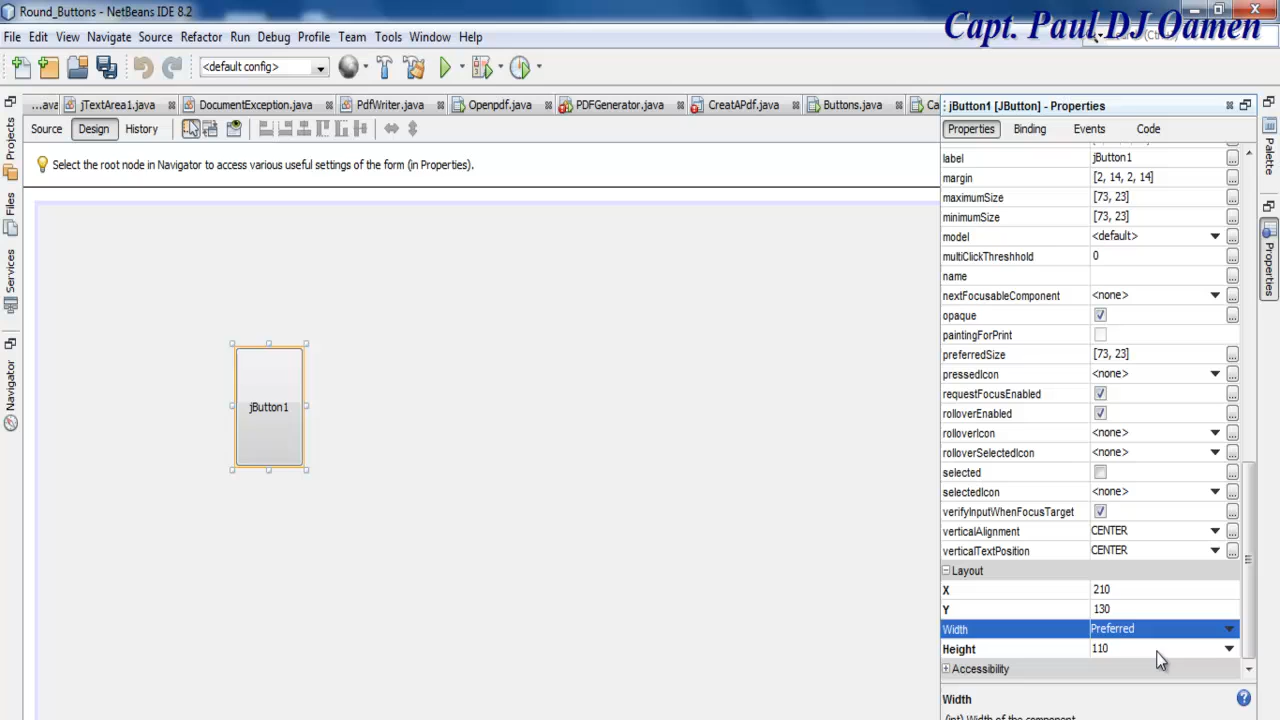 Round_Buttons - NetBeans IDE 8.2
Capt. Paul DJ Oamen
File Edit View Navigate Source Refactor Run Debug Profile Team Tools Window Help
<default config>
...ava jTextArea1.java DocumentException.java PdfWriter.java Openpdf.java PDFGenerator.java CreatAPdf.java Buttons.java Ca
jButton1 [JButton] - Properties
Source Design History
Properties Binding Events Code
Select the root node in Navigator to access various useful settings of the form (in Properties).
label jButton1
margin [2, 14, 2, 14]
maximumSize [73, 23]
minimumSize [73, 23]
model <default>
multiClickThreshhold 0
name
nextFocusableComponent <none>
opaque
paintingForPrint
preferredSize [73, 23]
pressedIcon <none>
requestFocusEnabled
rolloverEnabled
rolloverIcon <none>
rolloverSelectedIcon <none>
selected
selectedIcon <none>
verifyInputWhenFocusTarget
verticalAlignment CENTER
verticalTextPosition CENTER
Layout
X 210
Y 130
Width Preferred
Height 110
Accessibility
Width
(int) Width of the component
jButton1
Projects
Files
Services
Navigator
Palette
Properties